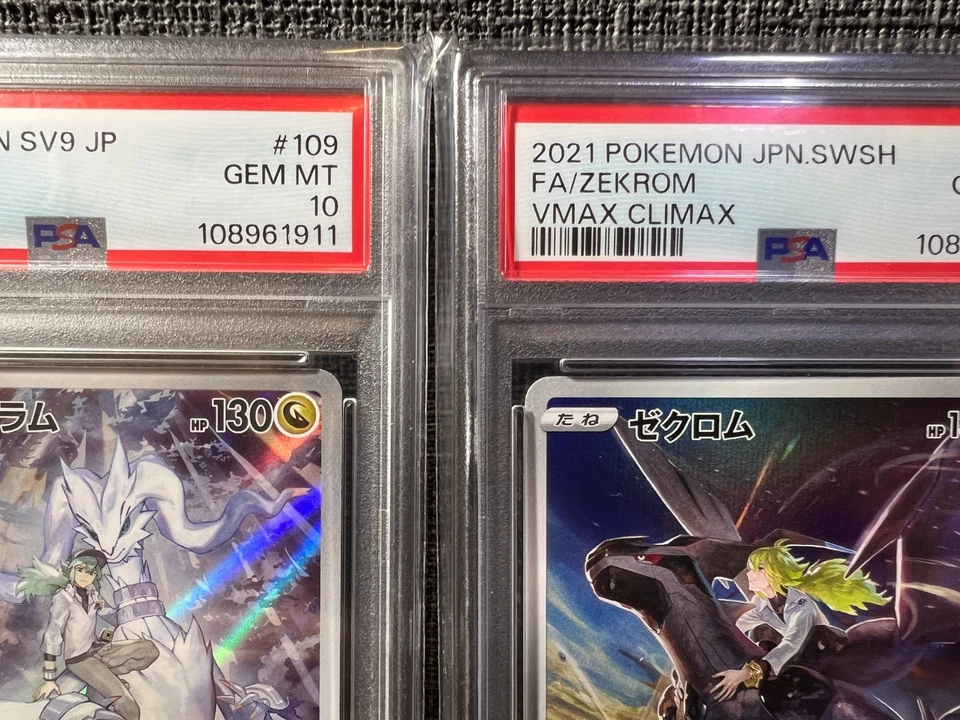 N SV9 JP
#109
GEM MT
10
PSA
108961911
2021 POKEMON JPN.SWSH
FA/ZEKROM
VMAX CLIMAX
PSA
108
ラム
HP 130
たね
ゼクロム
HP 1